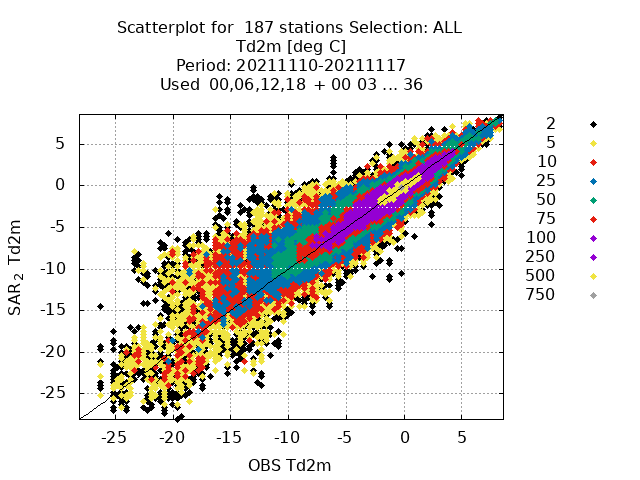 Scatterplot for  187 stations Selection: ALL
Td2m [deg C]
Period: 20211110-20211117
Used  00,06,12,18 + 00 03 ... 36
2
5
10
25
50
75
100
250
500
750
5
0
-5
-10
-15
-20
-25
SAR2 Td2m
-25 -20 -15 -10 -5 0 5
OBS Td2m